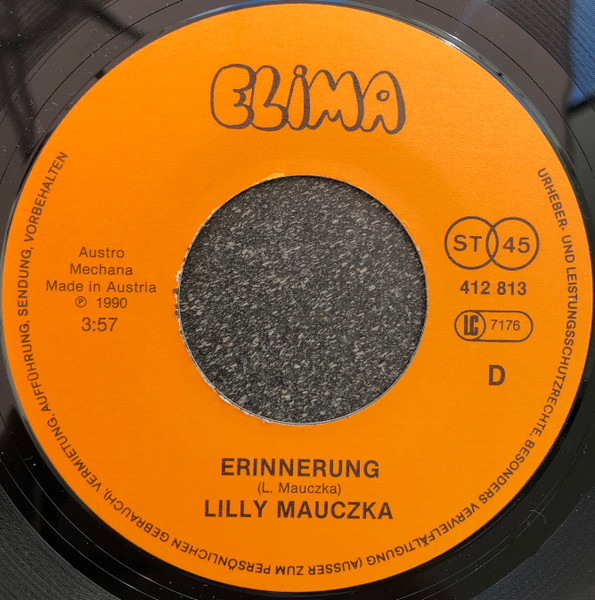 ELiMA
Austro
Mechana
Made in Austria
℗ 1990
3:57
ST 45
412 813
LC 7176
D
ERINNERUNG
(L. Mauczka)
LILLY MAUCZKA
URHEBER- UND LEISTUNGSSCHUTZRECHTE, BESONDERS VERVIELFÄLTIGUNG (AUSSER ZUM PERSÖNLICHEN GEBRAUCH), VERMIETUNG, AUFFÜHRUNG, SENDUNG, VORBEHALTEN